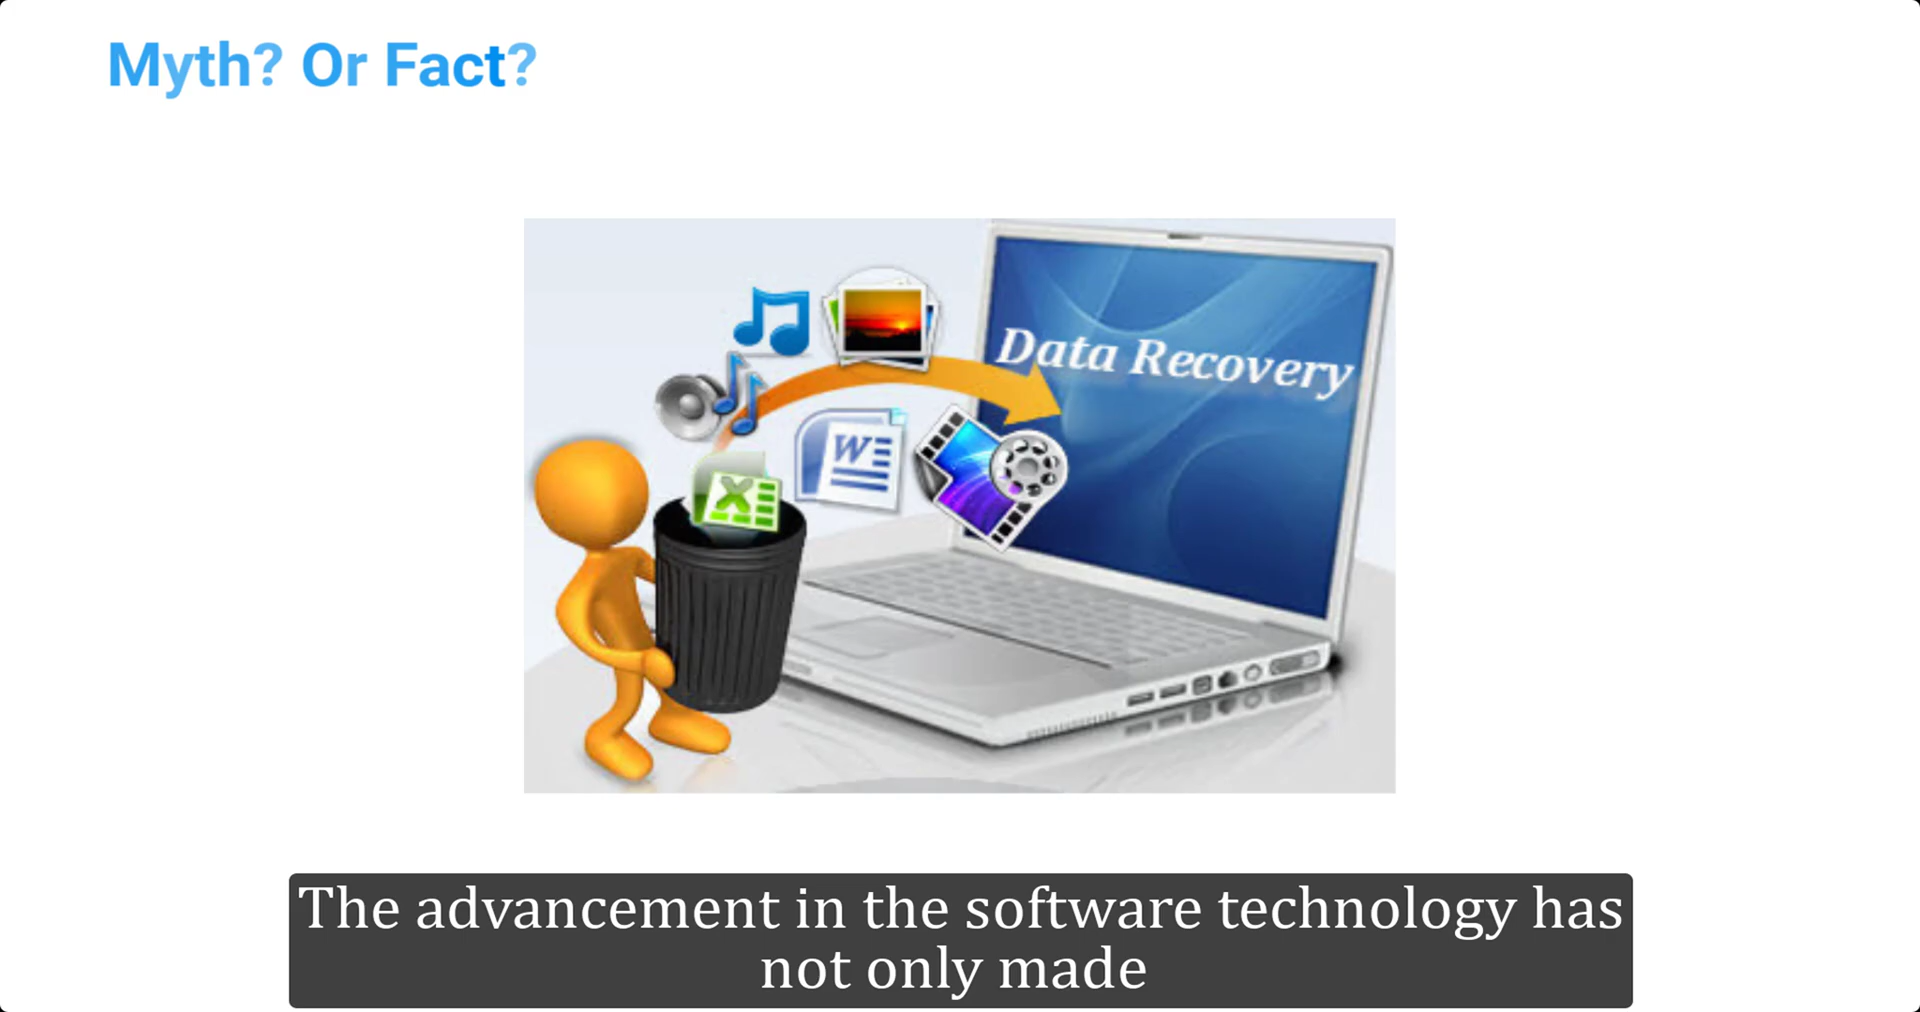 Myth? Or Fact?
Data Recovery
W
X
The advancement in the software technology has
not only made